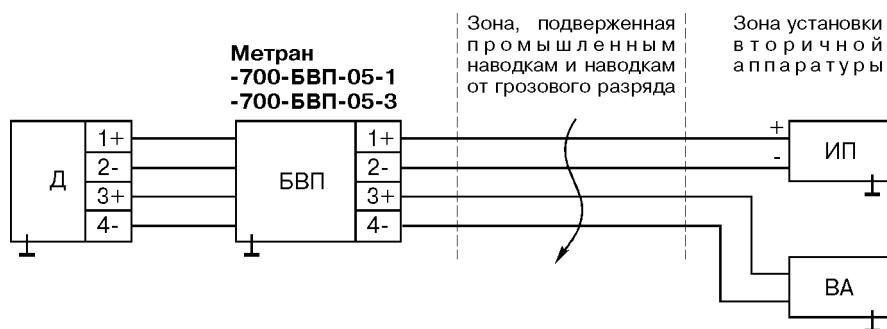 Метран
-700-БВП-05-1
-700-БВП-05-3
Зона, подверженная
промышленным
наводкам и наводкам
от грозового разряда
Зона установки
вторичной
аппаратуры
Д
1+
2-
3+
4-
БВП
1+
2-
3+
4-
+
-
ИП
ВА